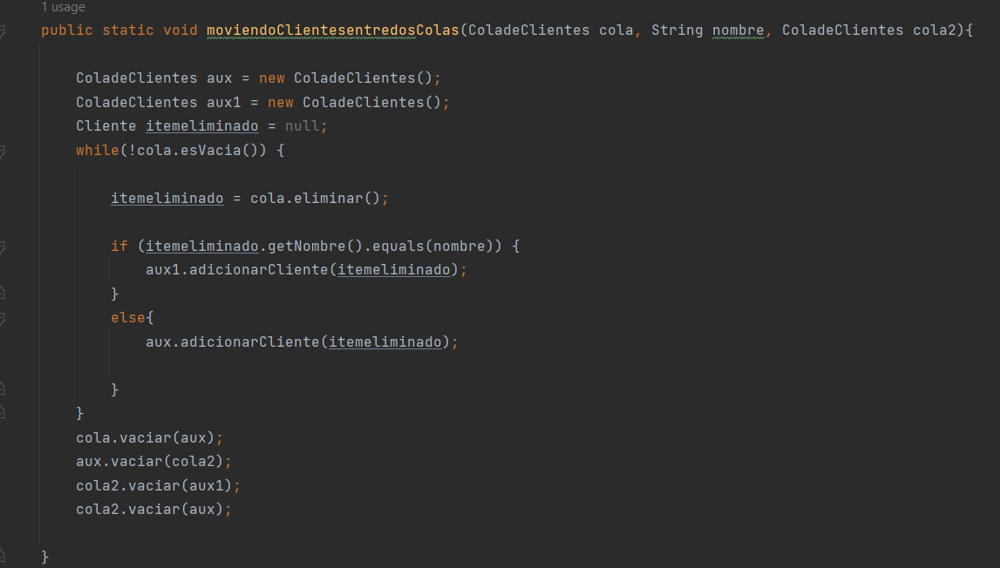 1 usage
public static void moviendoClientesentredosColas(ColadeClientes cola, String nombre, ColadeClientes cola2){
ColadeClientes aux = new ColadeClientes();
ColadeClientes aux1 = new ColadeClientes();
Cliente itemeliminado = null;
while(!cola.esVacia()) {
itemeliminado = cola.eliminar();
if (itemeliminado.getNombre().equals(nombre)) {
aux1.adicionarCliente(itemeliminado);
}
else{
aux.adicionarCliente(itemeliminado);
}
}
cola.vaciar(aux);
aux.vaciar(cola2);
cola2.vaciar(aux1);
cola2.vaciar(aux);
}